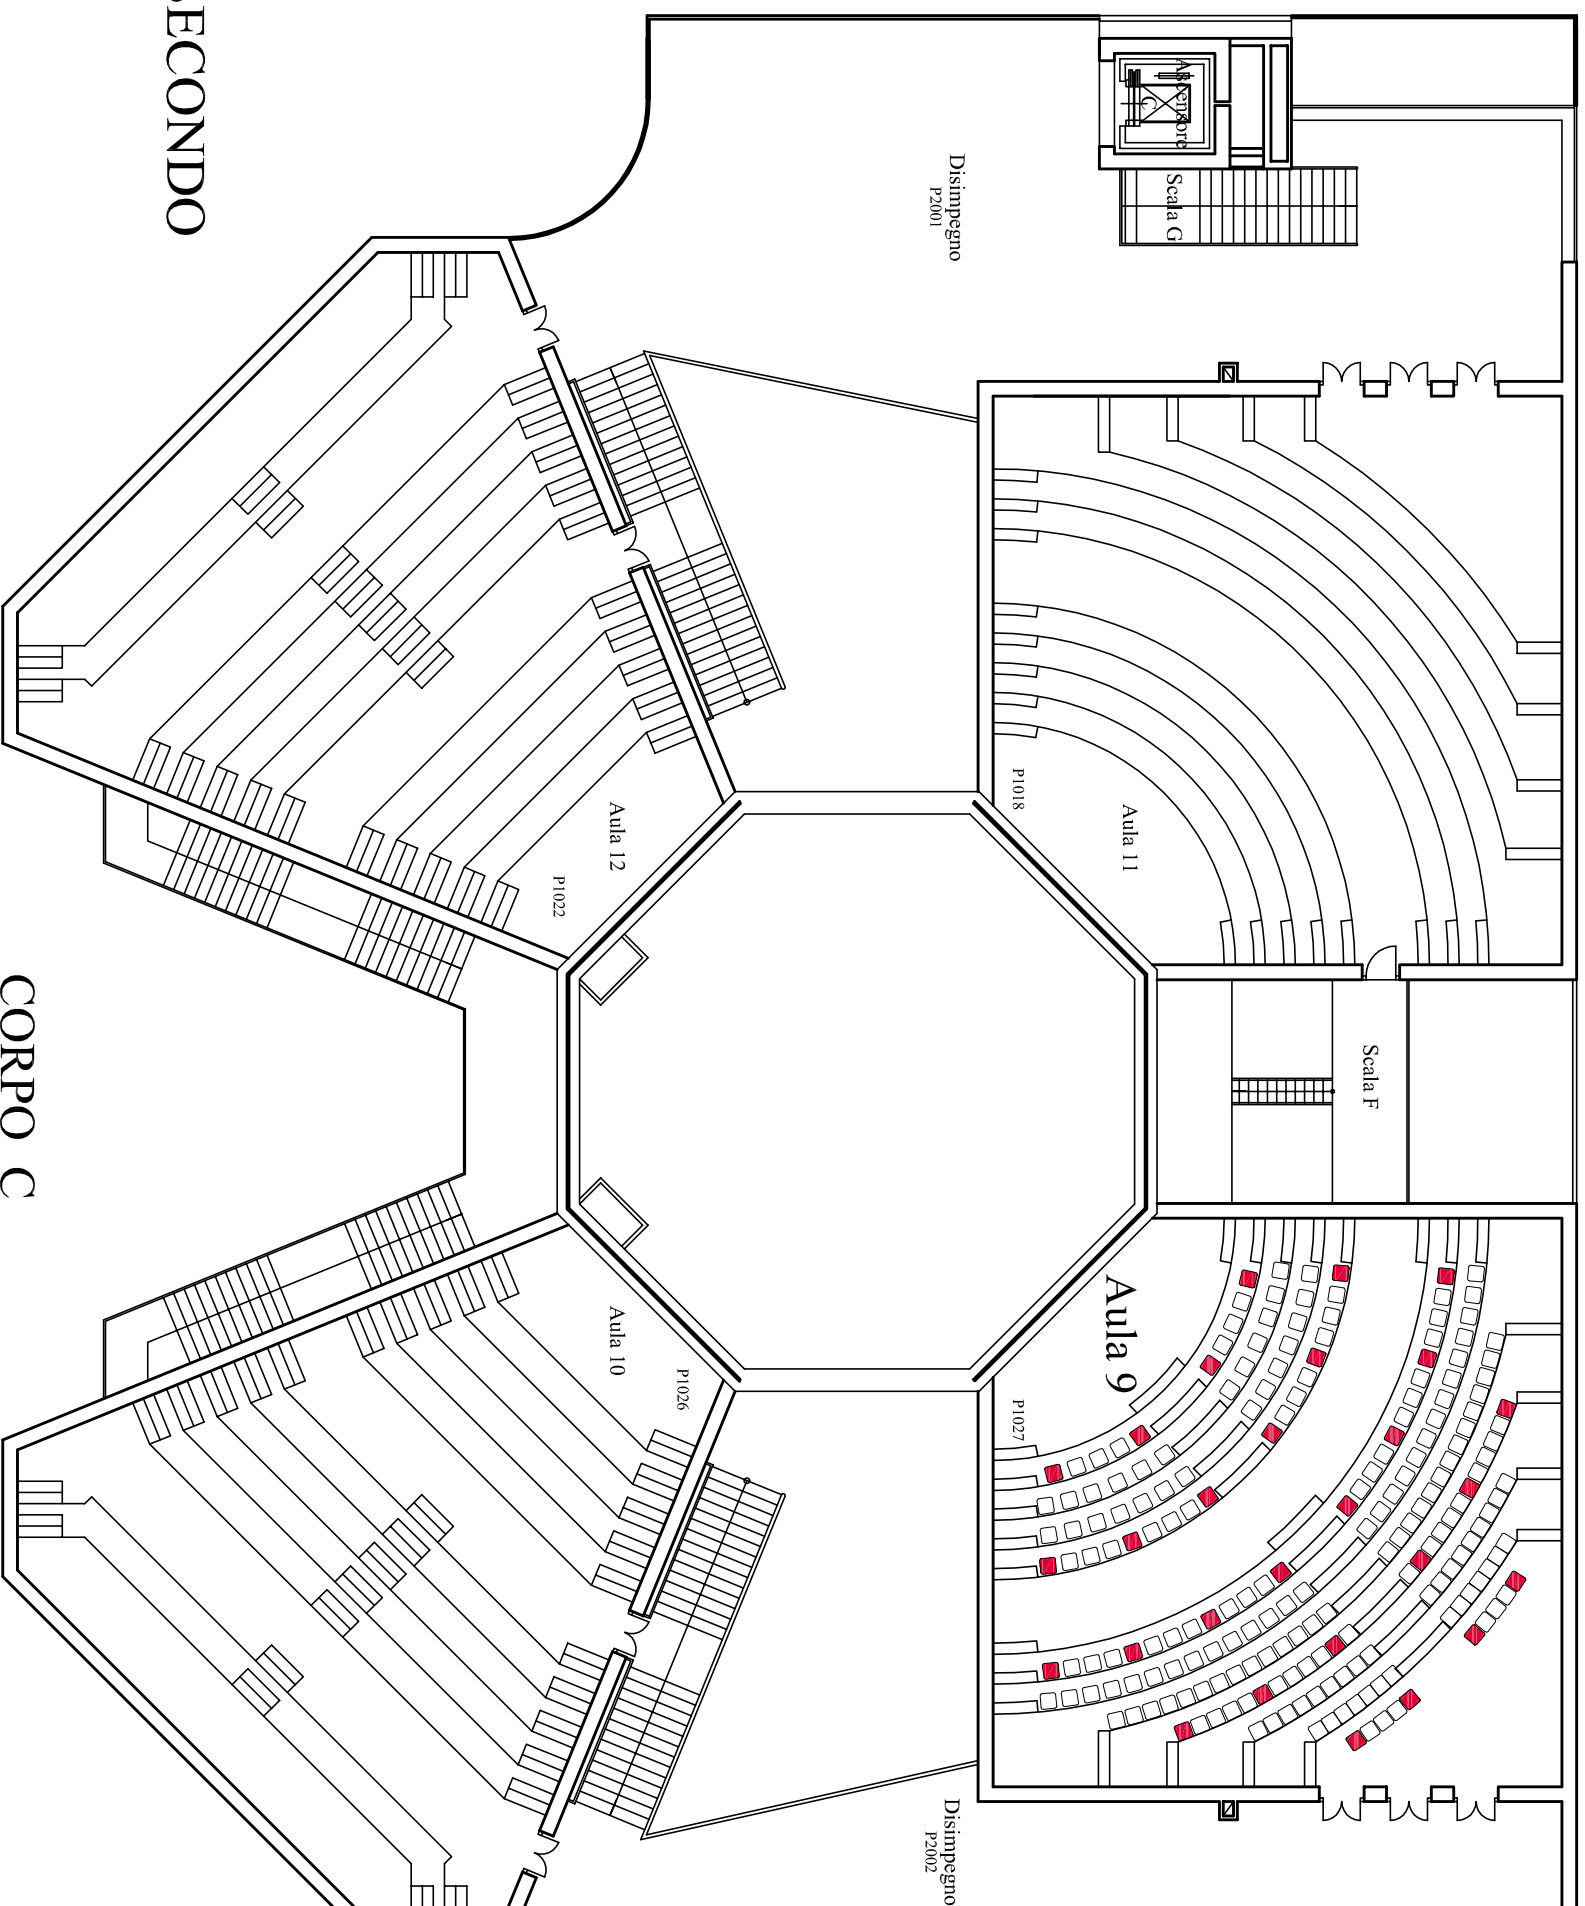 ECONDO
CORPO C
Ascensore
C
Scala G
Disimpegno
P2001
Aula 11
P1018
Aula 12
P1022
Scala F
Aula 9
P1027
Aula 10
P1026
Disimpegno
P2002